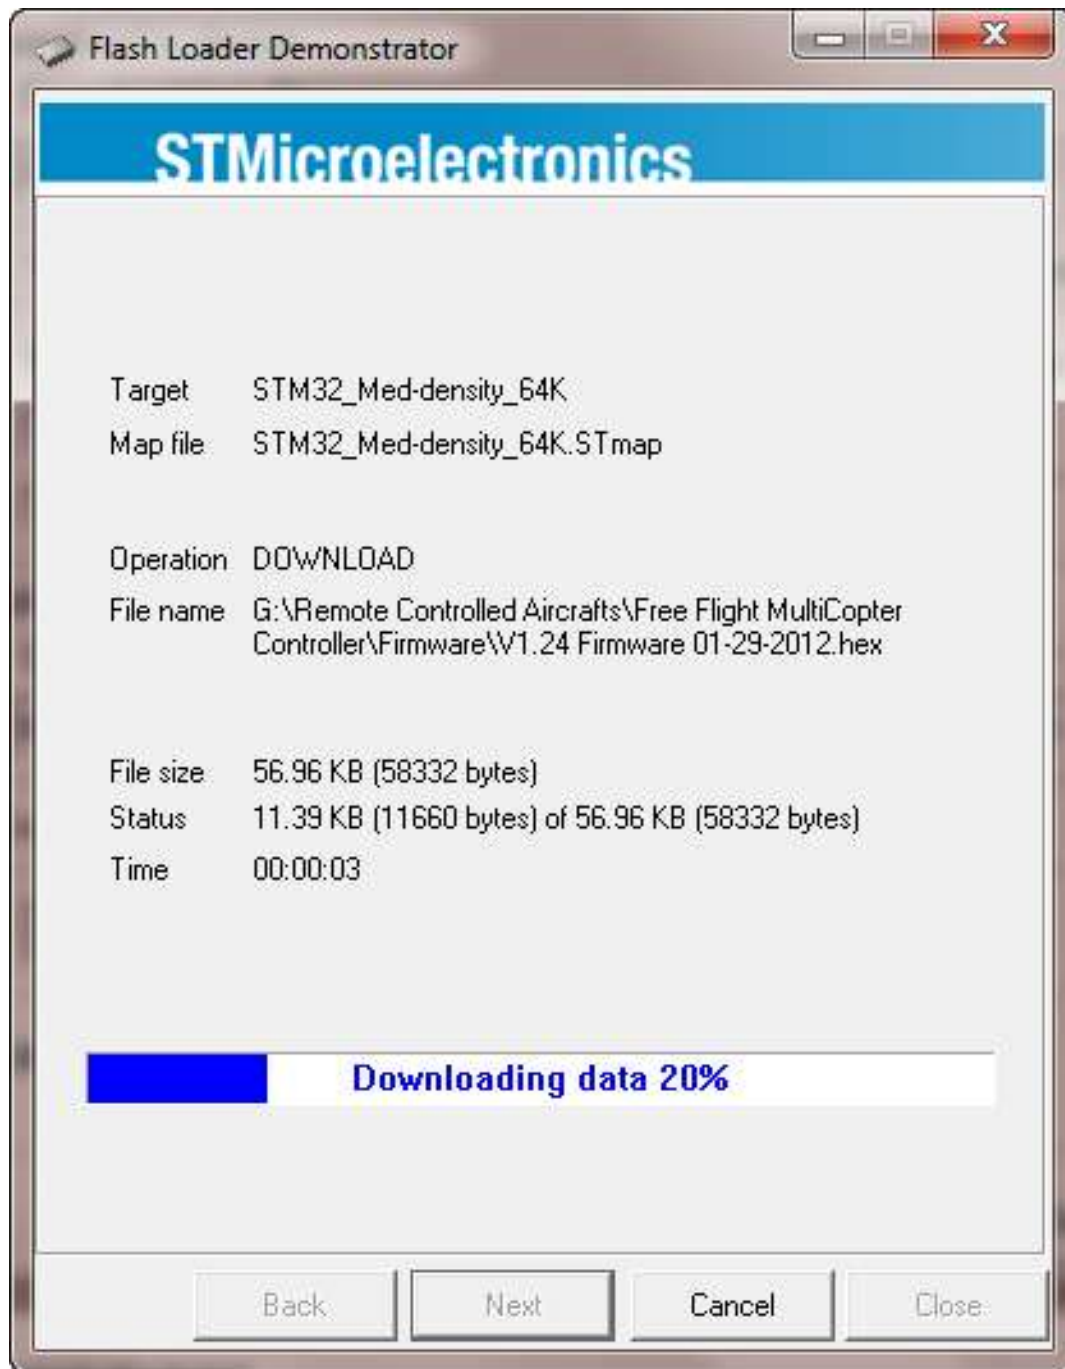 Flash Loader Demonstrator
STMicroelectronics
Target STM32_Med-density_64K
Map file STM32_Med-density_64K.STmap
Operation DOWNLOAD
File name G:\Remote Controlled Aircrafts\Free Flight MultiCopter
Controller\Firmware\V1.24 Firmware 01-29-2012.hex
File size 56.96 KB (58332 bytes)
Status 11.39 KB (11660 bytes) of 56.96 KB (58332 bytes)
Time 00:00:03
Downloading data 20%
Back Next Cancel Close